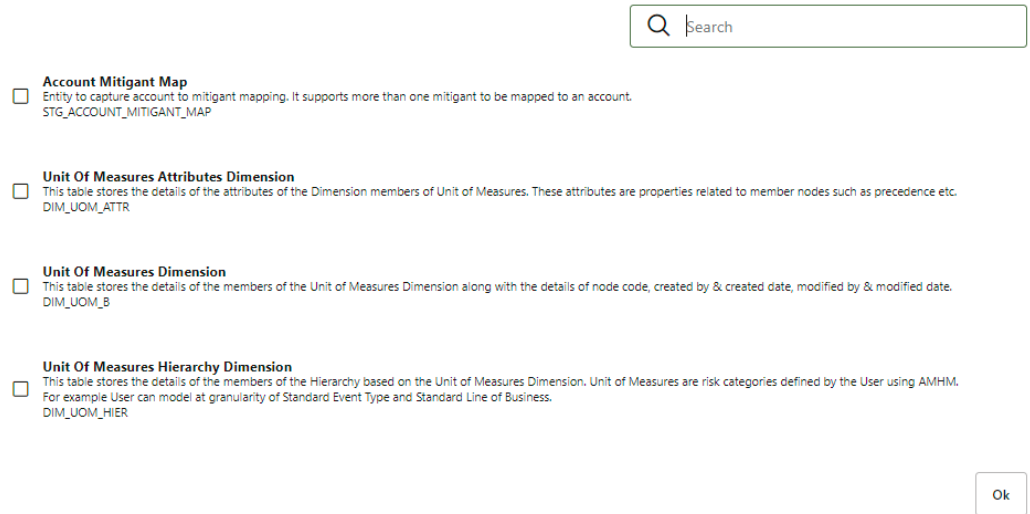 Search
Account Mitigant Map
Entity to capture account to mitigant mapping. It supports more than one mitigant to be mapped to an account.
STG_ACCOUNT_MITIGANT_MAP
Unit Of Measures Attributes Dimension
This table stores the details of the attributes of the Dimension members of Unit of Measures. These attributes are properties related to member nodes such as precedence etc.
DIM_UOM_ATTR
Unit Of Measures Dimension
This table stores the details of the members of the Unit of Measures Dimension along with the details of node code, created by & created date, modified by & modified date.
DIM_UOM_B
Unit Of Measures Hierarchy Dimension
This table stores the details of the members of the Hierarchy based on the Unit of Measures Dimension. Unit of Measures are risk categories defined by the User using AMHM.
For example User can model at granularity of Standard Event Type and Standard Line of Business.
DIM_UOM_HIER
Ok